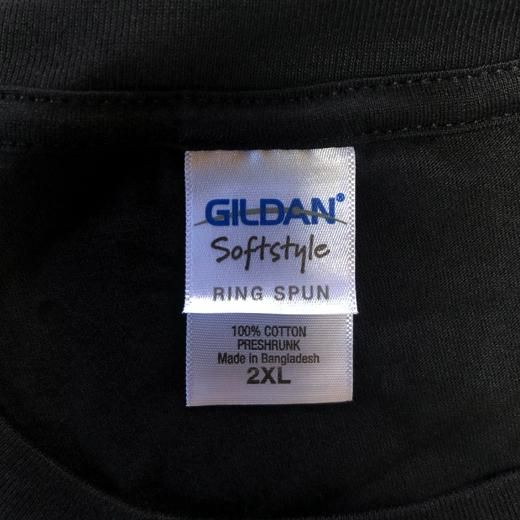 GILDAN®
Softstyle
RING SPUN
100% COTTON
PRESHRUNK
Made in Bangladesh
2XL